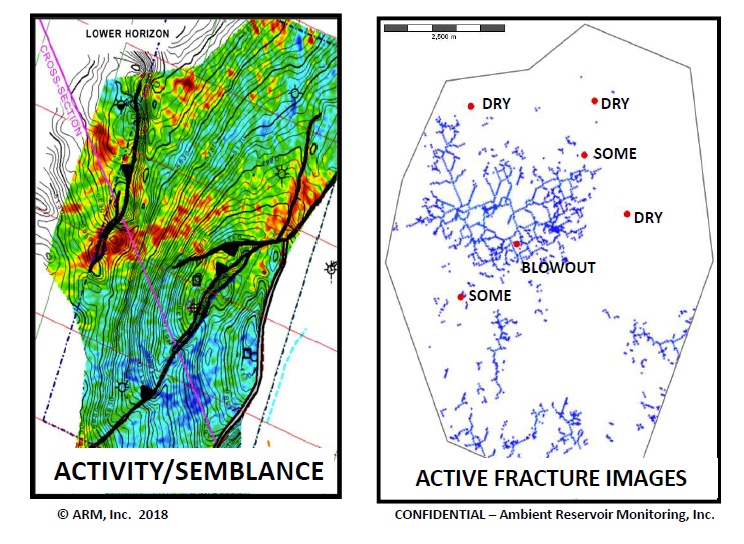 LOWER HORIZON
CROSS-SECTION
ACTIVITY/SEMBLANCE
© ARM, Inc. 2018
2,500 m
DRY
DRY
SOME
DRY
BLOWOUT
SOME
ACTIVE FRACTURE IMAGES
CONFIDENTIAL – Ambient Reservoir Monitoring, Inc.